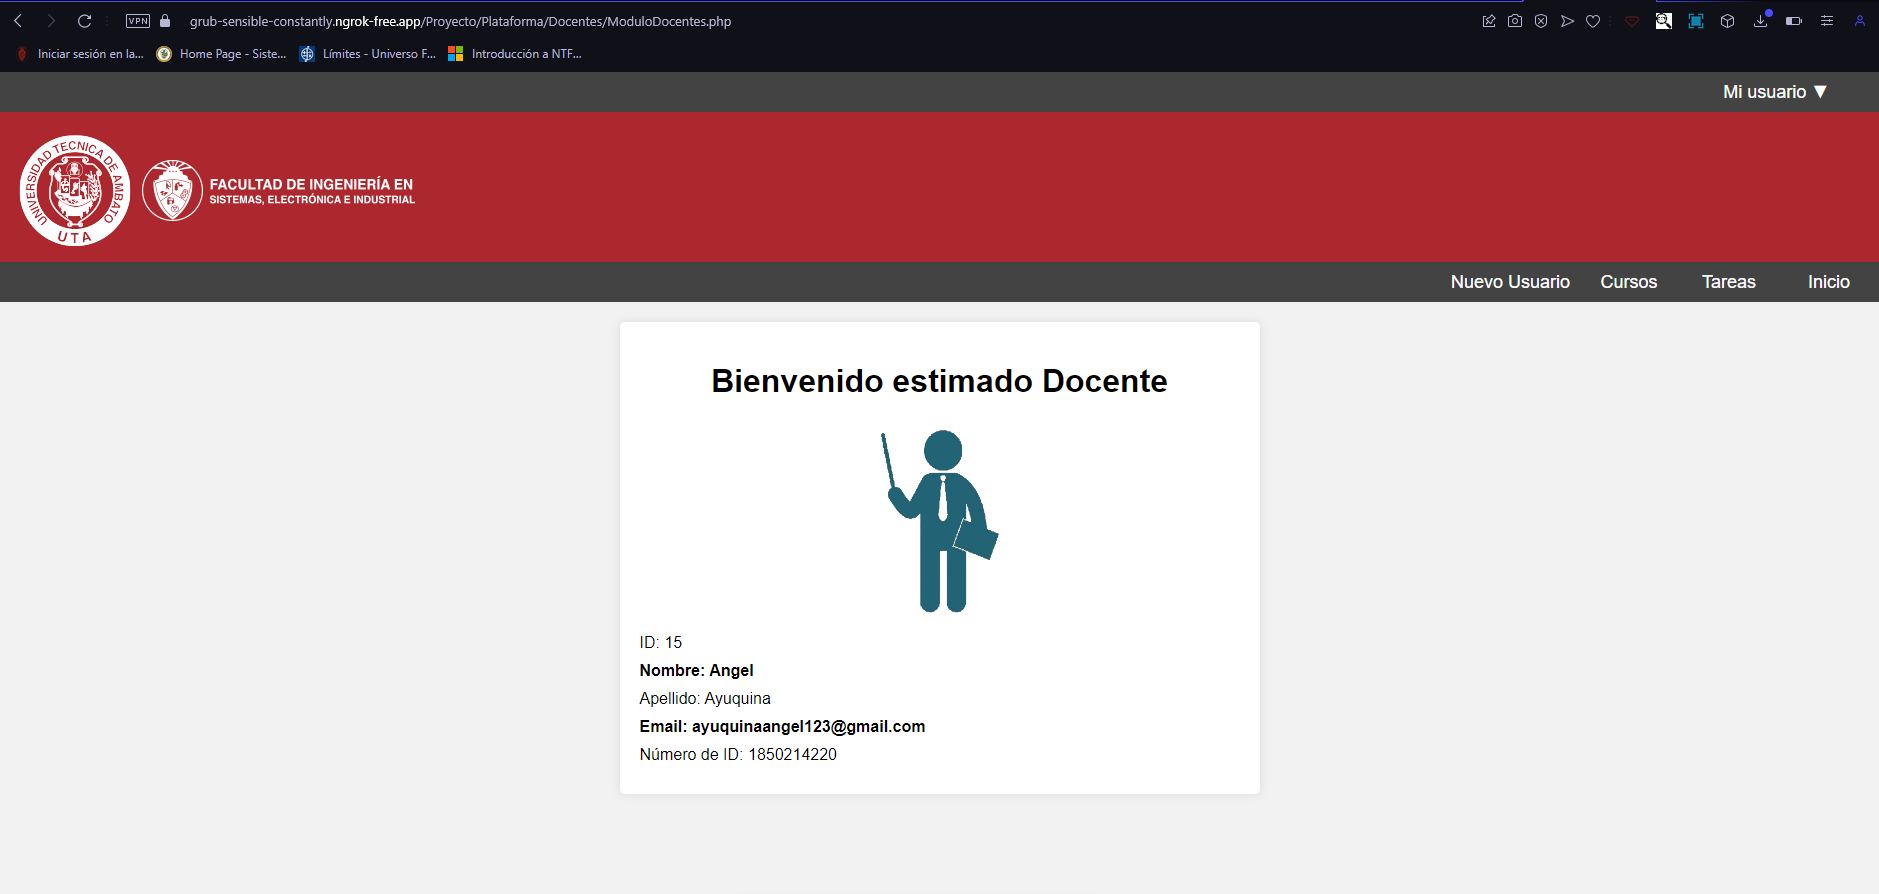 VPN
grub-sensible-constantly.ngrok-free.app/Proyecto/Plataforma/Docentes/ModuloDocentes.php
Iniciar sesión en la...
Home Page - Siste...
Límites - Universo F...
Introducción a NTF...
Mi usuario ▼
UNIVERSIDAD TECNICA DE AMBATO
UTA
FACULTAD DE INGENIERÍA EN
SISTEMAS, ELECTRÓNICA E INDUSTRIAL
Nuevo Usuario
Cursos
Tareas
Inicio
Bienvenido estimado Docente
ID: 15
Nombre: Angel
Apellido: Ayuquina
Email: ayuquinaangel123@gmail.com
Número de ID: 1850214220